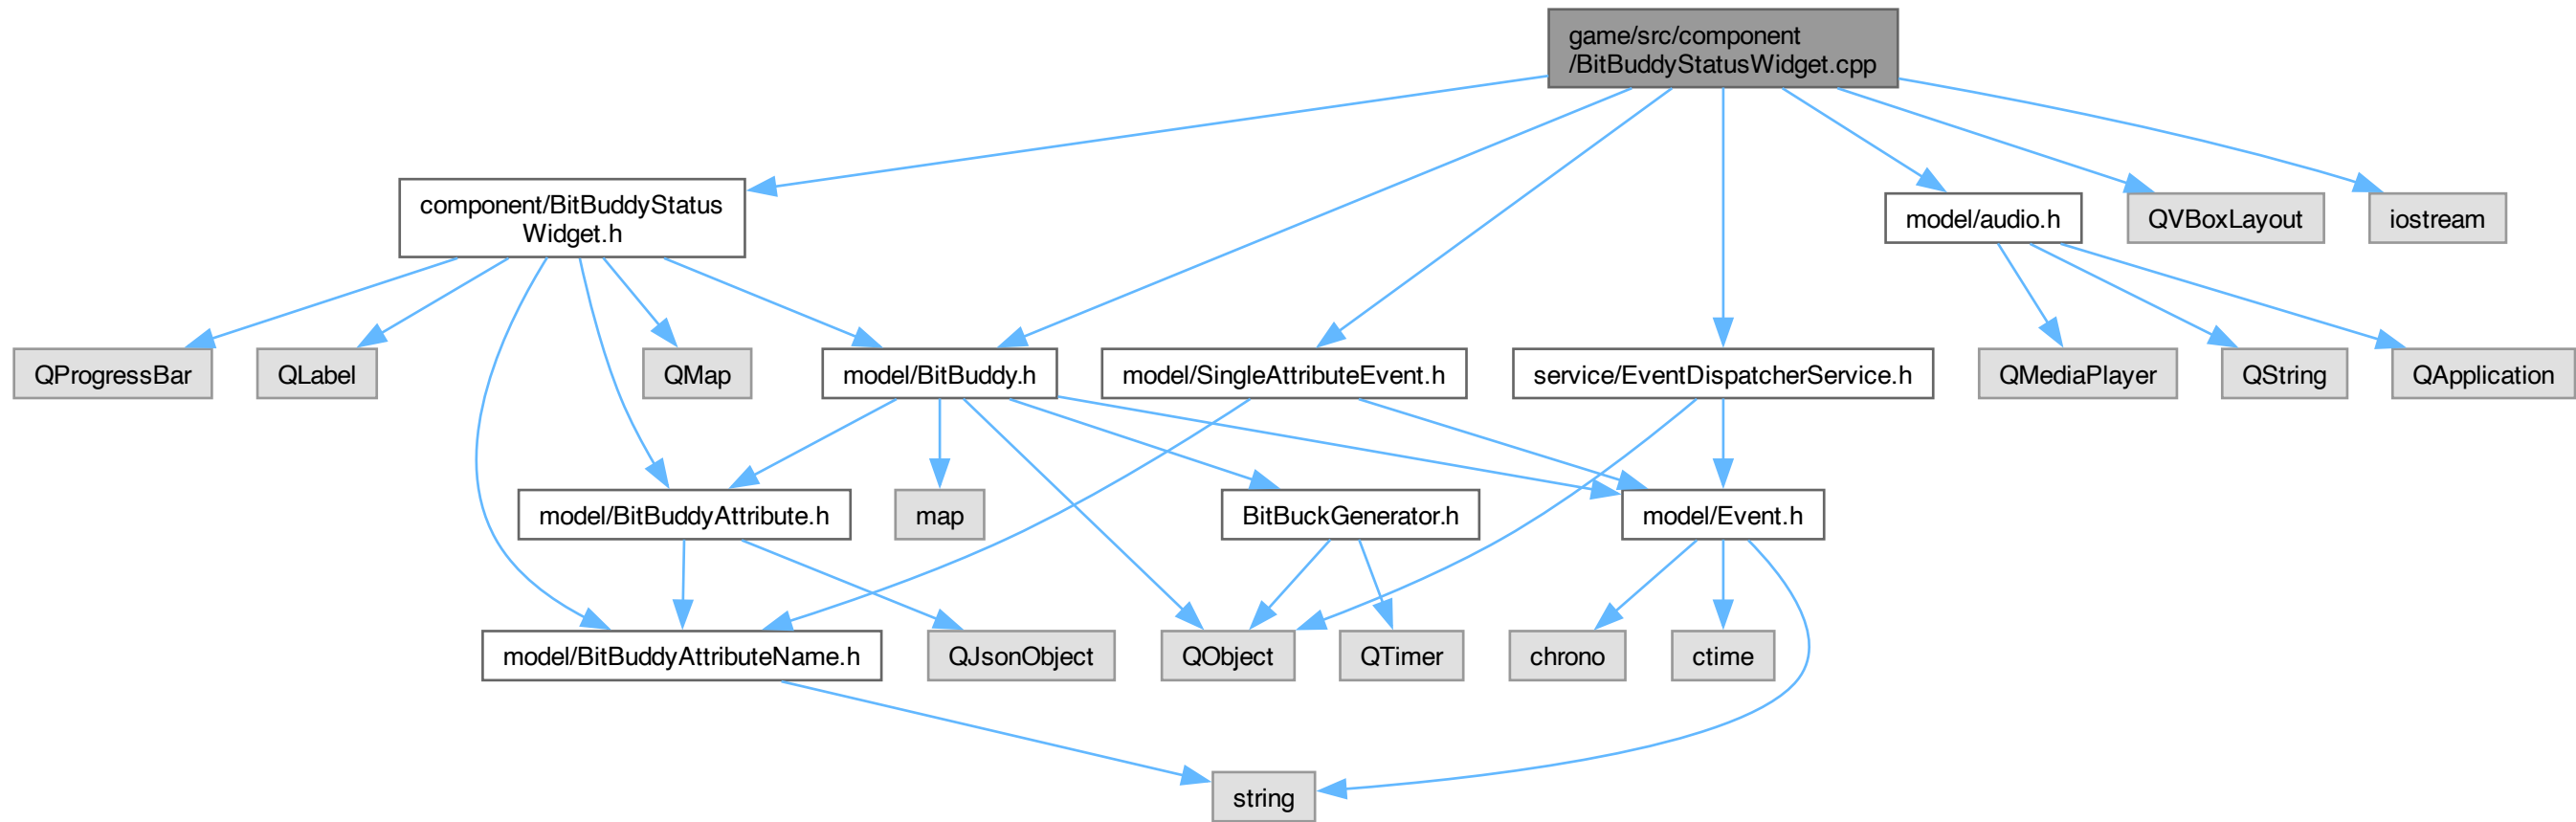 game/src/component
/BitBuddyStatusWidget.cpp
component/BitBuddyStatus
Widget.h
model/audio.h
QVBoxLayout
iostream
QProgressBar
QLabel
QMap
model/BitBuddy.h
model/SingleAttributeEvent.h
service/EventDispatcherService.h
QMediaPlayer
QString
QApplication
model/BitBuddyAttribute.h
map
BitBuckGenerator.h
model/Event.h
model/BitBuddyAttributeName.h
QJsonObject
QObject
QTimer
chrono
ctime
string